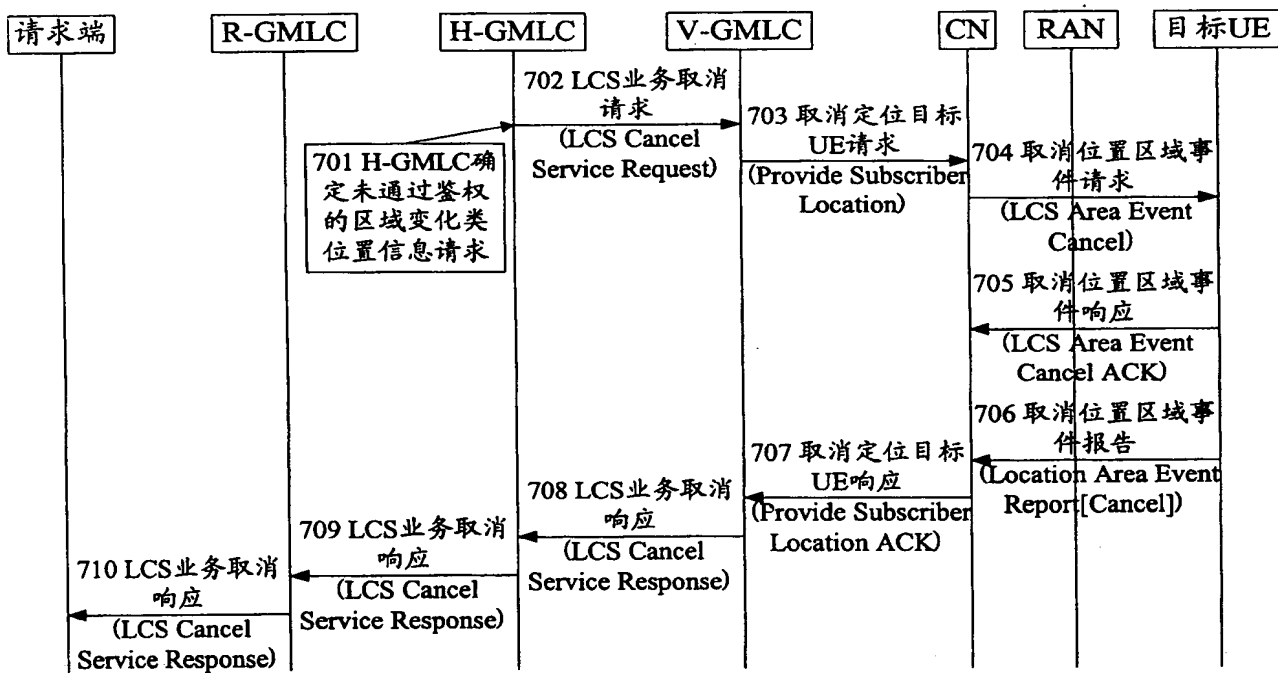 请求端
R-GMLC
H-GMLC
V-GMLC
CN
RAN
目标UE
701 H-GMLC确
定未通过鉴权
的区域变化类
位置信息请求
702 LCS业务取消
请求
(LCS Cancel
Service Request)
703 取消定位目标
UE请求
(Provide Subscriber
Location)
704 取消位置区域事
件请求
(LCS Area Event
Cancel)
705 取消位置区域事
件响应
(LCS Area Event
Cancel ACK)
706 取消位置区域事
件报告
(Location Area Event
Report[Cancel])
707 取消定位目标
UE响应
(Provide Subscriber
Location ACK)
708 LCS业务取消
响应
(LCS Cancel
Service Response)
709 LCS业务取消
响应
(LCS Cancel
Service Response)
710 LCS业务取消
响应
(LCS Cancel
Service Response)